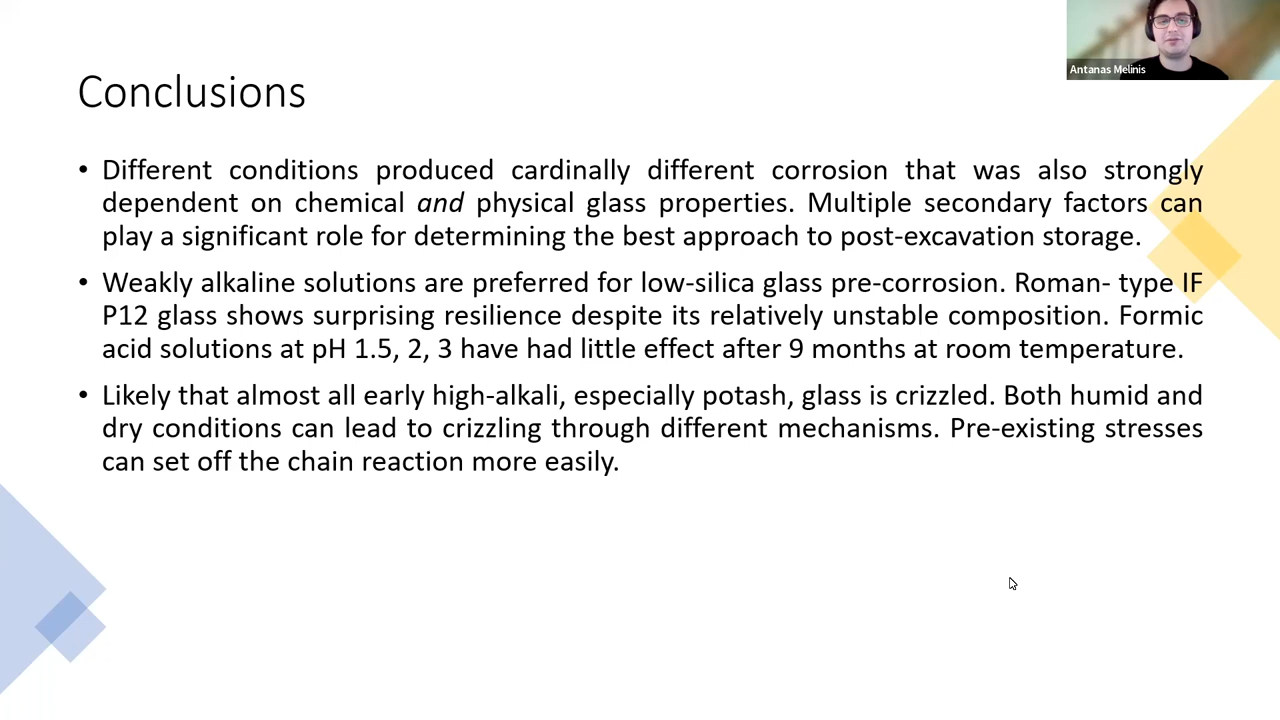 Antanas Melinis
Conclusions
• Different conditions produced cardinally different corrosion that was also strongly
dependent on chemical and physical glass properties. Multiple secondary factors can
play a significant role for determining the best approach to post-excavation storage.
• Weakly alkaline solutions are preferred for low-silica glass pre-corrosion. Roman- type IF
P12 glass shows surprising resilience despite its relatively unstable composition. Formic
acid solutions at pH 1.5, 2, 3 have had little effect after 9 months at room temperature.
• Likely that almost all early high-alkali, especially potash, glass is crizzled. Both humid and
dry conditions can lead to crizzling through different mechanisms. Pre-existing stresses
can set off the chain reaction more easily.